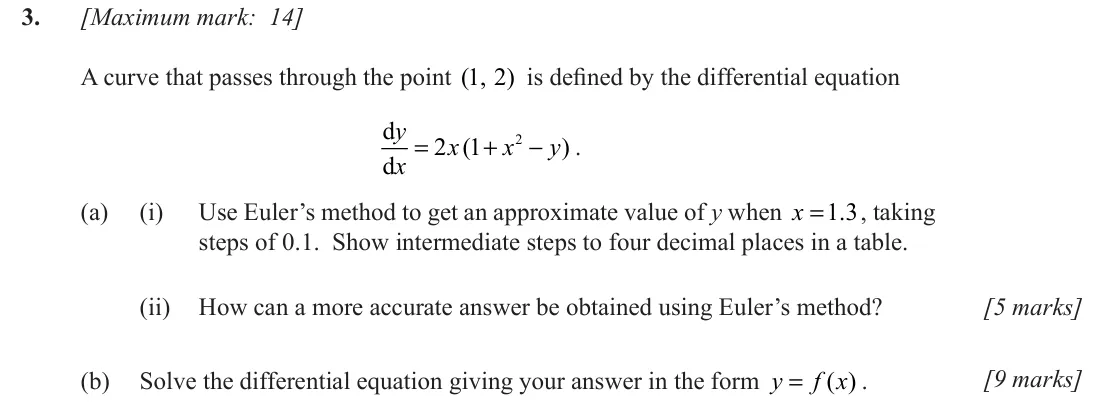 3. [Maximum mark: 14]
A curve that passes through the point (1, 2) is defined by the differential equation
dy/dx = 2x(1 + x² − y) .
(a) (i) Use Euler’s method to get an approximate value of y when x = 1.3, taking
steps of 0.1. Show intermediate steps to four decimal places in a table.
(ii) How can a more accurate answer be obtained using Euler’s method? [5 marks]
(b) Solve the differential equation giving your answer in the form y = f(x) . [9 marks]